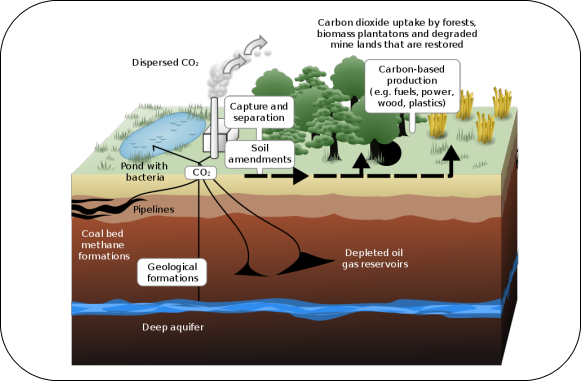 Carbon dioxide uptake by forests,
biomass plantatons and degraded
mine lands that are restored
Dispersed CO₂
Carbon-based
production
(e.g. fuels, power,
wood, plastics)
Capture and
separation
Soil
amendments
Pond with
bacteria
CO₂
Pipelines
Coal bed
methane
formations
Depleted oil
gas reservoirs
Geological
formations
Deep aquifer